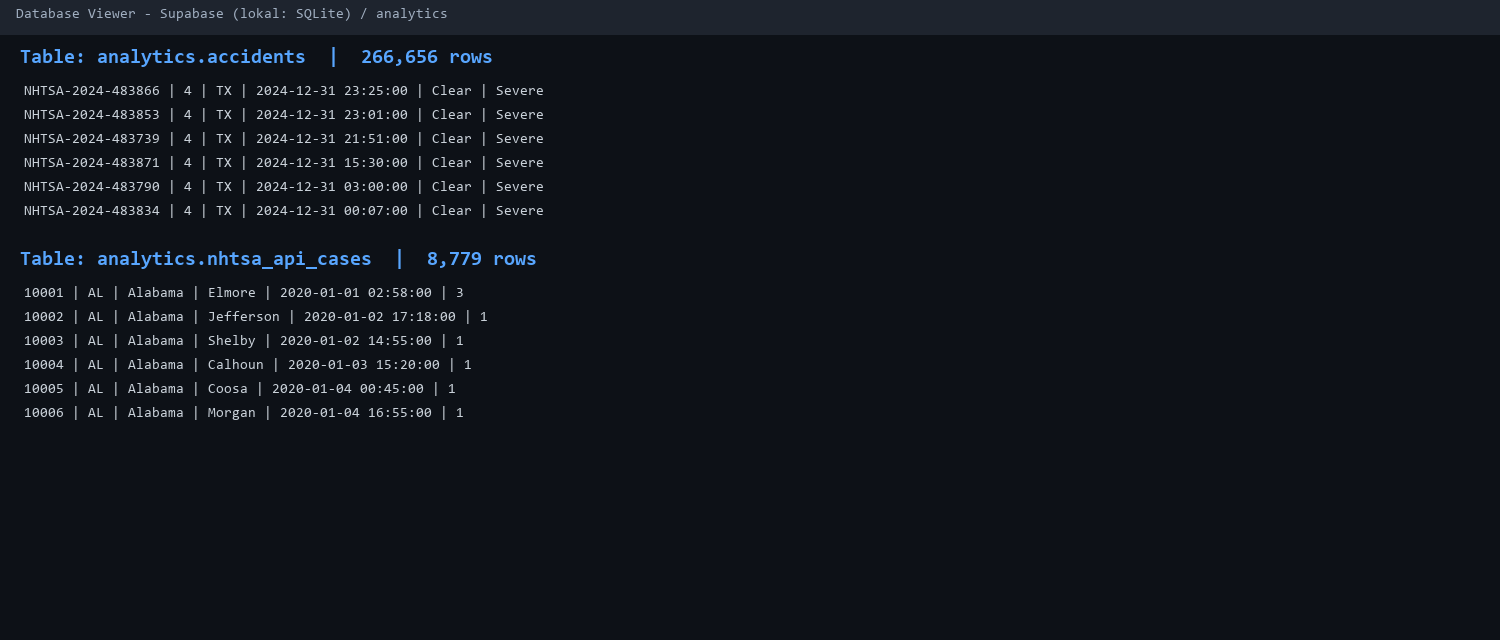 Database Viewer - Supabase (lokal: SQLite) / analytics
Table: analytics.accidents | 266,656 rows
NHTSA-2024-483866 | 4 | TX | 2024-12-31 23:25:00 | Clear | Severe
NHTSA-2024-483853 | 4 | TX | 2024-12-31 23:01:00 | Clear | Severe
NHTSA-2024-483739 | 4 | TX | 2024-12-31 21:51:00 | Clear | Severe
NHTSA-2024-483871 | 4 | TX | 2024-12-31 15:30:00 | Clear | Severe
NHTSA-2024-483790 | 4 | TX | 2024-12-31 03:00:00 | Clear | Severe
NHTSA-2024-483834 | 4 | TX | 2024-12-31 00:07:00 | Clear | Severe
Table: analytics.nhtsa_api_cases | 8,779 rows
10001 | AL | Alabama | Elmore | 2020-01-01 02:58:00 | 3
10002 | AL | Alabama | Jefferson | 2020-01-02 17:18:00 | 1
10003 | AL | Alabama | Shelby | 2020-01-02 14:55:00 | 1
10004 | AL | Alabama | Calhoun | 2020-01-03 15:20:00 | 1
10005 | AL | Alabama | Coosa | 2020-01-04 00:45:00 | 1
10006 | AL | Alabama | Morgan | 2020-01-04 16:55:00 | 1